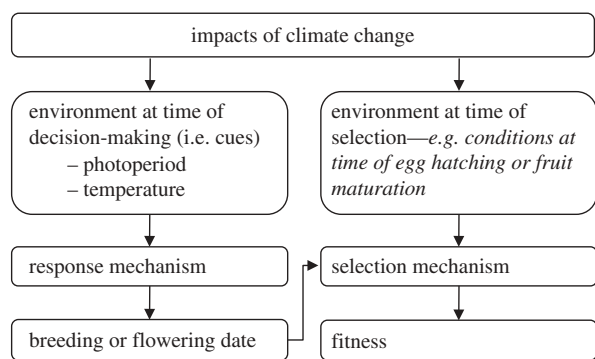 impacts of climate change
environment at time of
decision-making (i.e. cues)
– photoperiod
– temperature
environment at time of
selection—e.g. conditions at
time of egg hatching or fruit
maturation
response mechanism
selection mechanism
breeding or flowering date
fitness